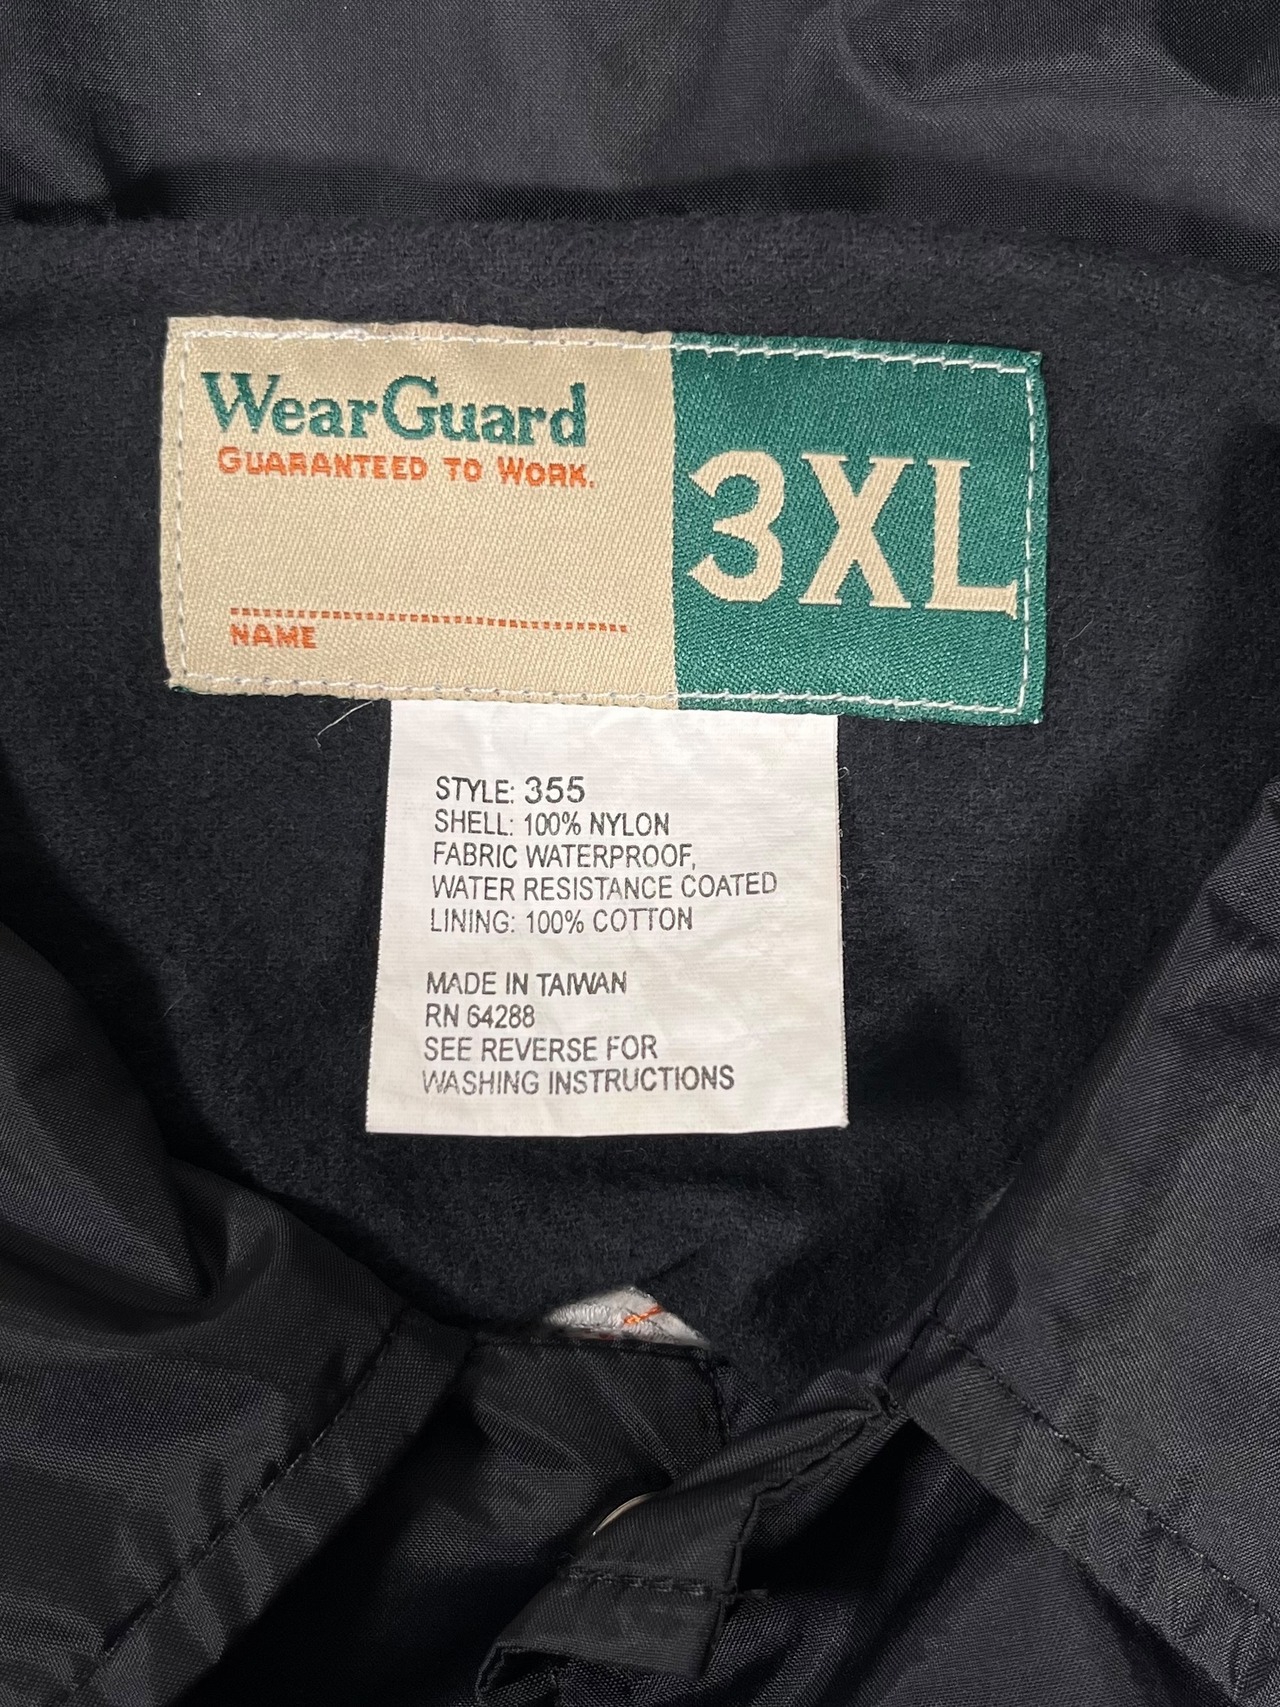 WearGuard
GUARANTEED TO WORK.
3XL
NAME
STYLE: 355
SHELL: 100% NYLON
FABRIC WATERPROOF,
WATER RESISTANCE COATED
LINING: 100% COTTON
MADE IN TAIWAN
RN 64288
SEE REVERSE FOR
WASHING INSTRUCTIONS